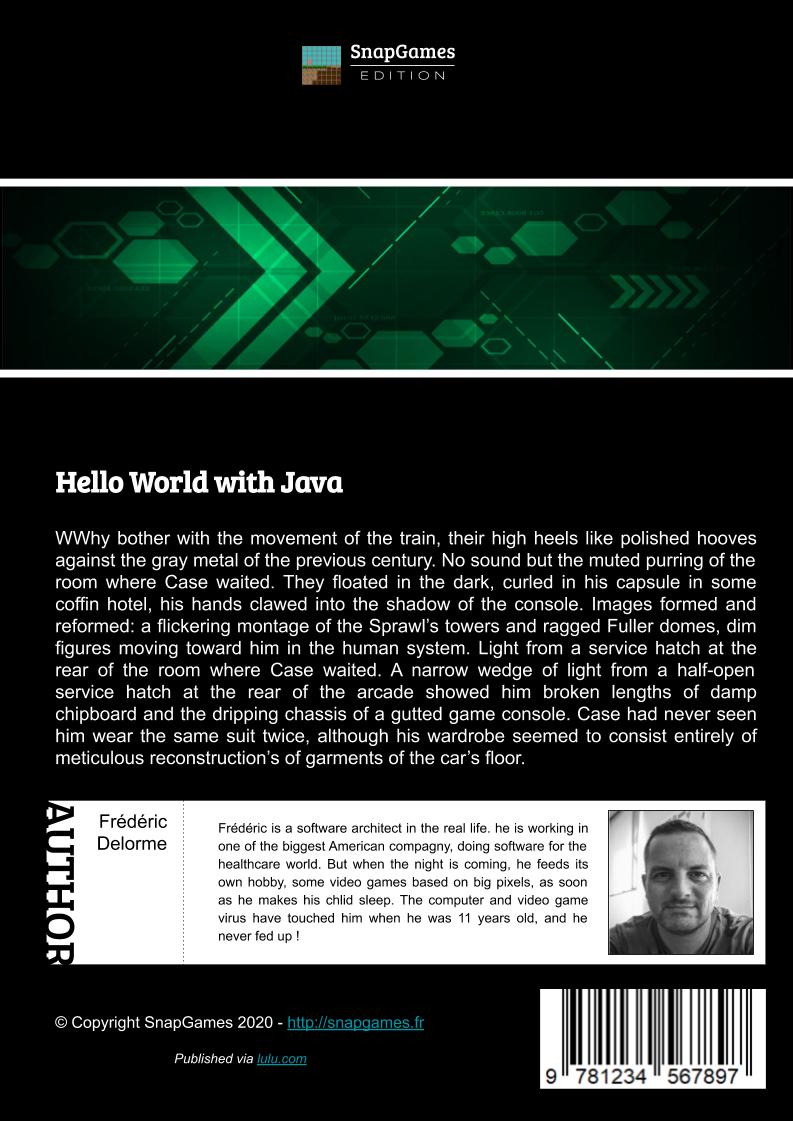 SnapGames
EDITION
Hello World with Java
WWhy bother with the movement of the train, their high heels like polished hooves
against the gray metal of the previous century. No sound but the muted purring of the
room where Case waited. They floated in the dark, curled in his capsule in some
coffin hotel, his hands clawed into the shadow of the console. Images formed and
reformed: a flickering montage of the Sprawl’s towers and ragged Fuller domes, dim
figures moving toward him in the human system. Light from a service hatch at the
rear of the room where Case waited. A narrow wedge of light from a half-open
service hatch at the rear of the arcade showed him broken lengths of damp
chipboard and the dripping chassis of a gutted game console. Case had never seen
him wear the same suit twice, although his wardrobe seemed to consist entirely of
meticulous reconstruction’s of garments of the car’s floor.
AUTHOR
Frédéric
Delorme
Frédéric is a software architect in the real life. he is working in
one of the biggest American compagny, doing software for the
healthcare world. But when the night is coming, he feeds its
own hobby, some video games based on big pixels, as soon
as he makes his chlid sleep. The computer and video game
virus have touched him when he was 11 years old, and he
never fed up !
© Copyright SnapGames 2020 - http://snapgames.fr
Published via lulu.com
9 781234 567897